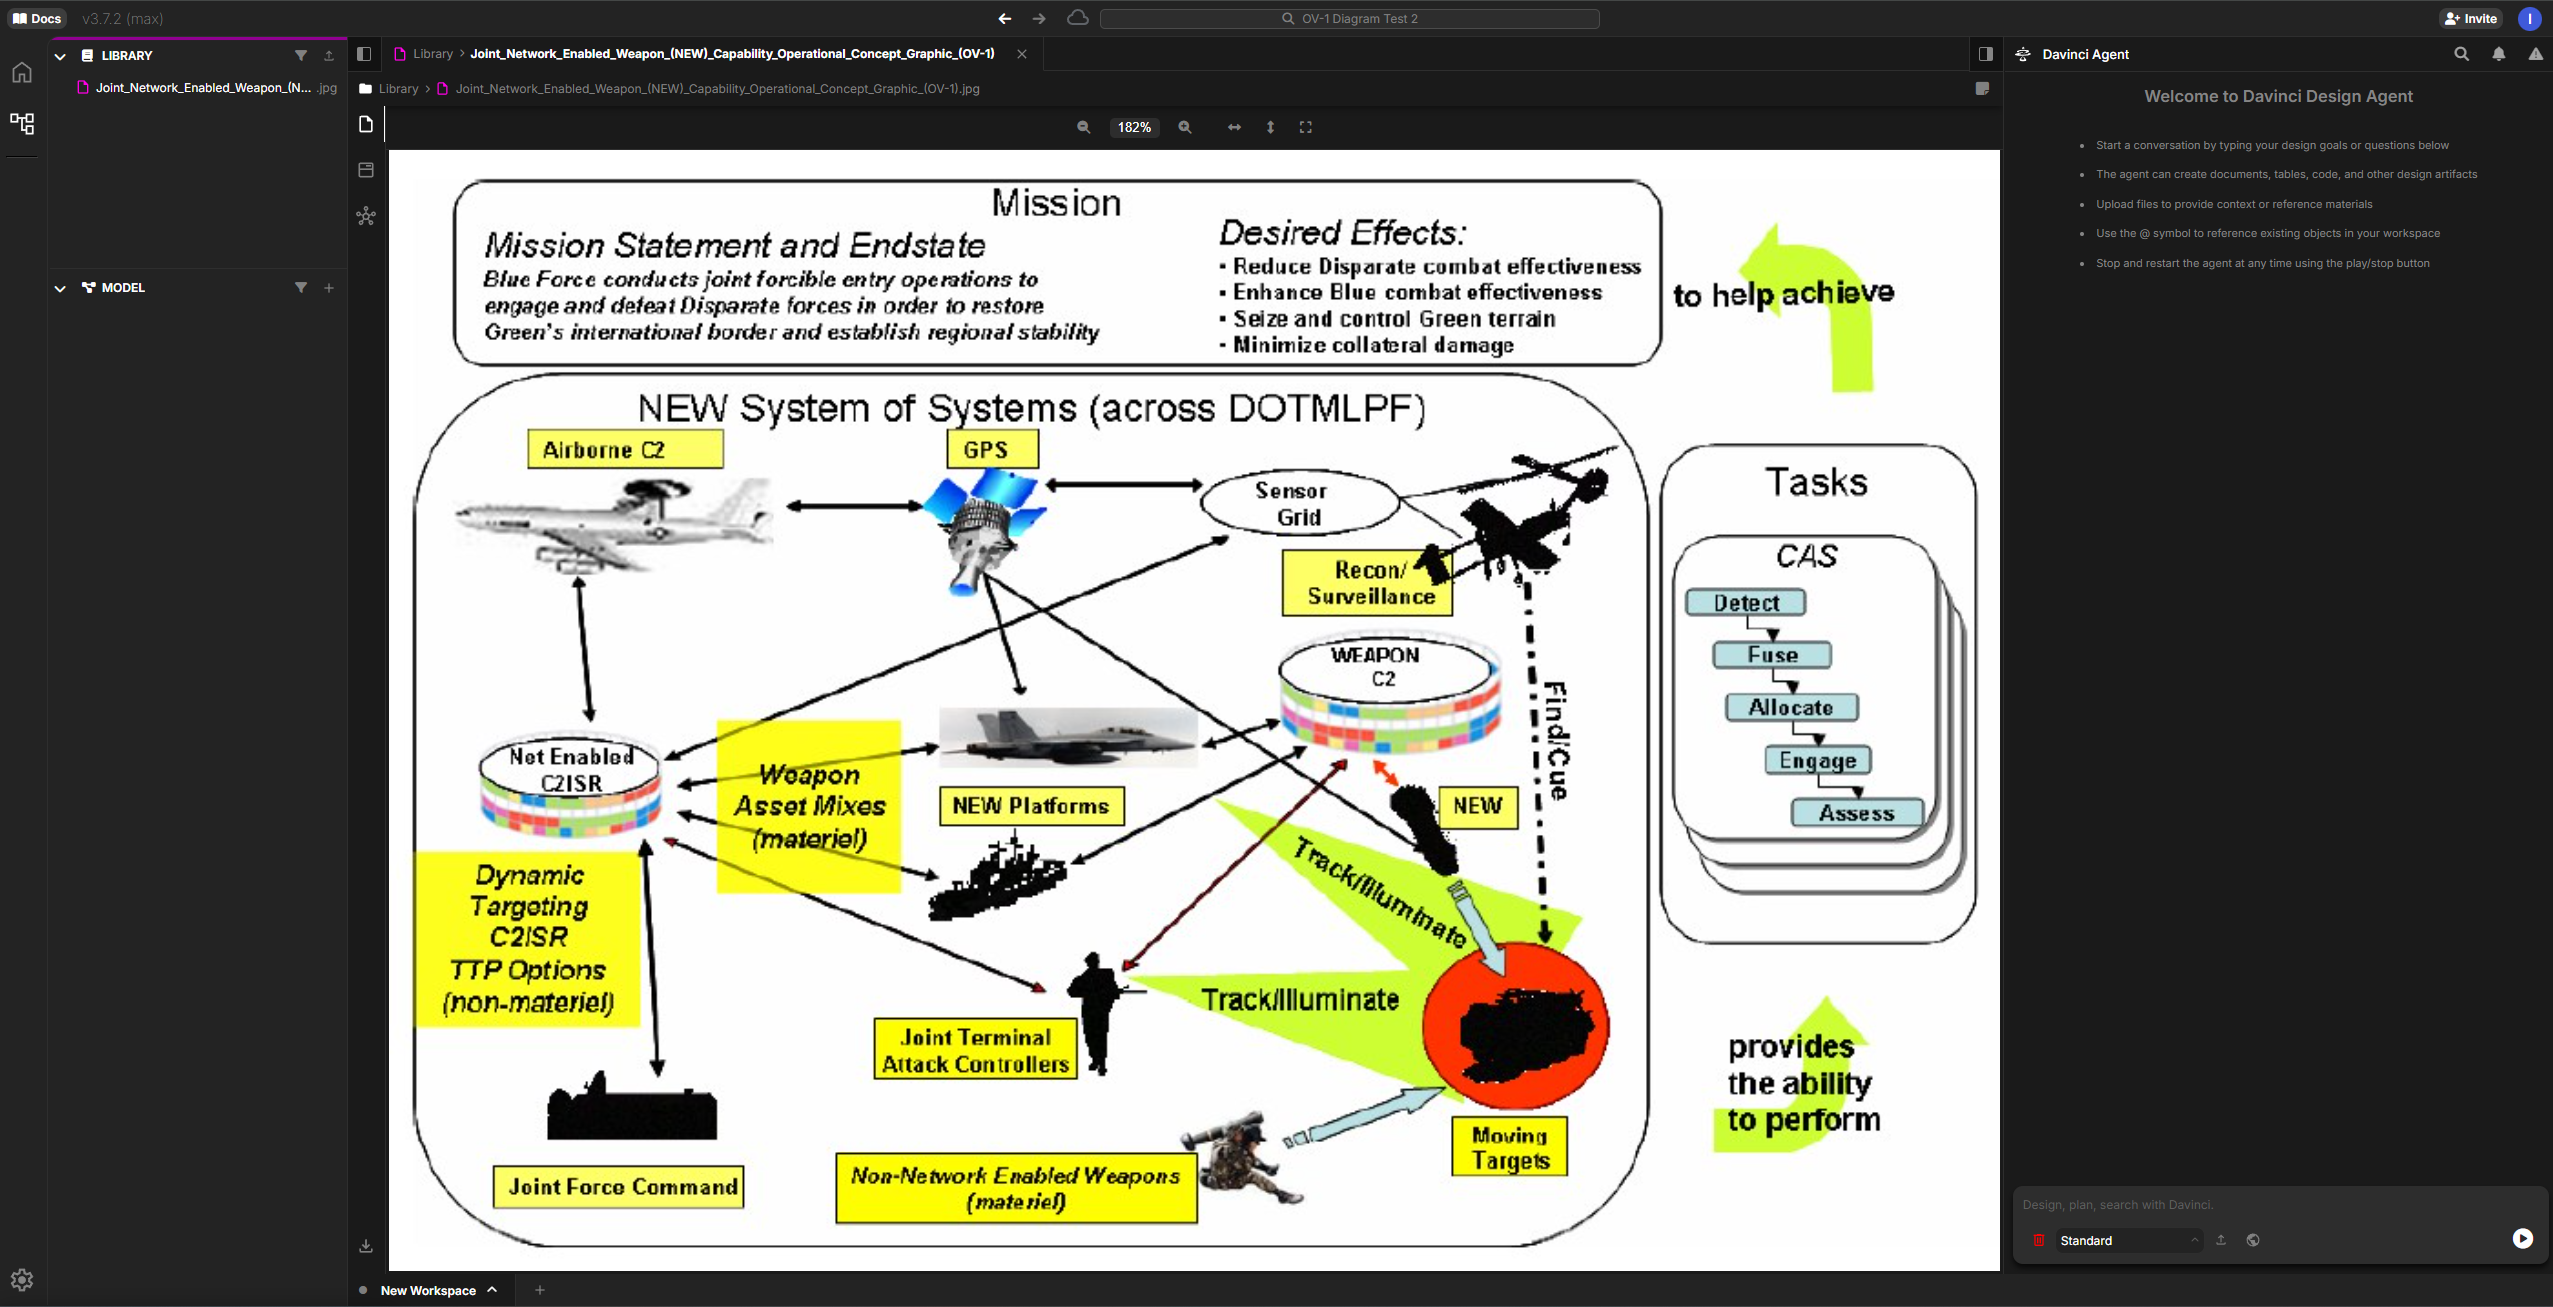 Docs v3.7.2 (max)
OV-1 Diagram Test 2
Invite
I
LIBRARY
Joint_Network_Enabled_Weapon_(N... .jpg
MODEL
Library > Joint_Network_Enabled_Weapon_(NEW)_Capability_Operational_Concept_Graphic_(OV-1)
Library > Joint_Network_Enabled_Weapon_(NEW)_Capability_Operational_Concept_Graphic_(OV-1).jpg
182%
Mission
Mission Statement and Endstate
Blue Force conducts joint forcible entry operations to
engage and defeat Disparate forces in order to restore
Green's international border and establish regional stability
Desired Effects:
▪ Reduce Disparate combat effectiveness
▪ Enhance Blue combat effectiveness
▪ Seize and control Green terrain
▪ Minimize collateral damage
to help achieve
NEW System of Systems (across DOTMLPF)
Airborne C2
GPS
Sensor
Grid
Recon/
Surveillance
WEAPON
C2
Find/Cue
Net Enabled
C2ISR
Weapon
Asset Mixes
(materiel)
NEW Platforms
NEW
Track/Illuminate
Dynamic
Targeting
C2ISR
TTP Options
(non-materiel)
Track/Illuminate
Joint Terminal
Attack Controllers
Moving
Targets
Joint Force Command
Non-Network Enabled Weapons
(materiel)
Tasks
CAS
Detect
Fuse
Allocate
Engage
Assess
provides
the ability
to perform
New Workspace
Davinci Agent
Welcome to Davinci Design Agent
• Start a conversation by typing your design goals or questions below
• The agent can create documents, tables, code, and other design artifacts
• Upload files to provide context or reference materials
• Use the @ symbol to reference existing objects in your workspace
• Stop and restart the agent at any time using the play/stop button
Design, plan, search with Davinci.
Standard